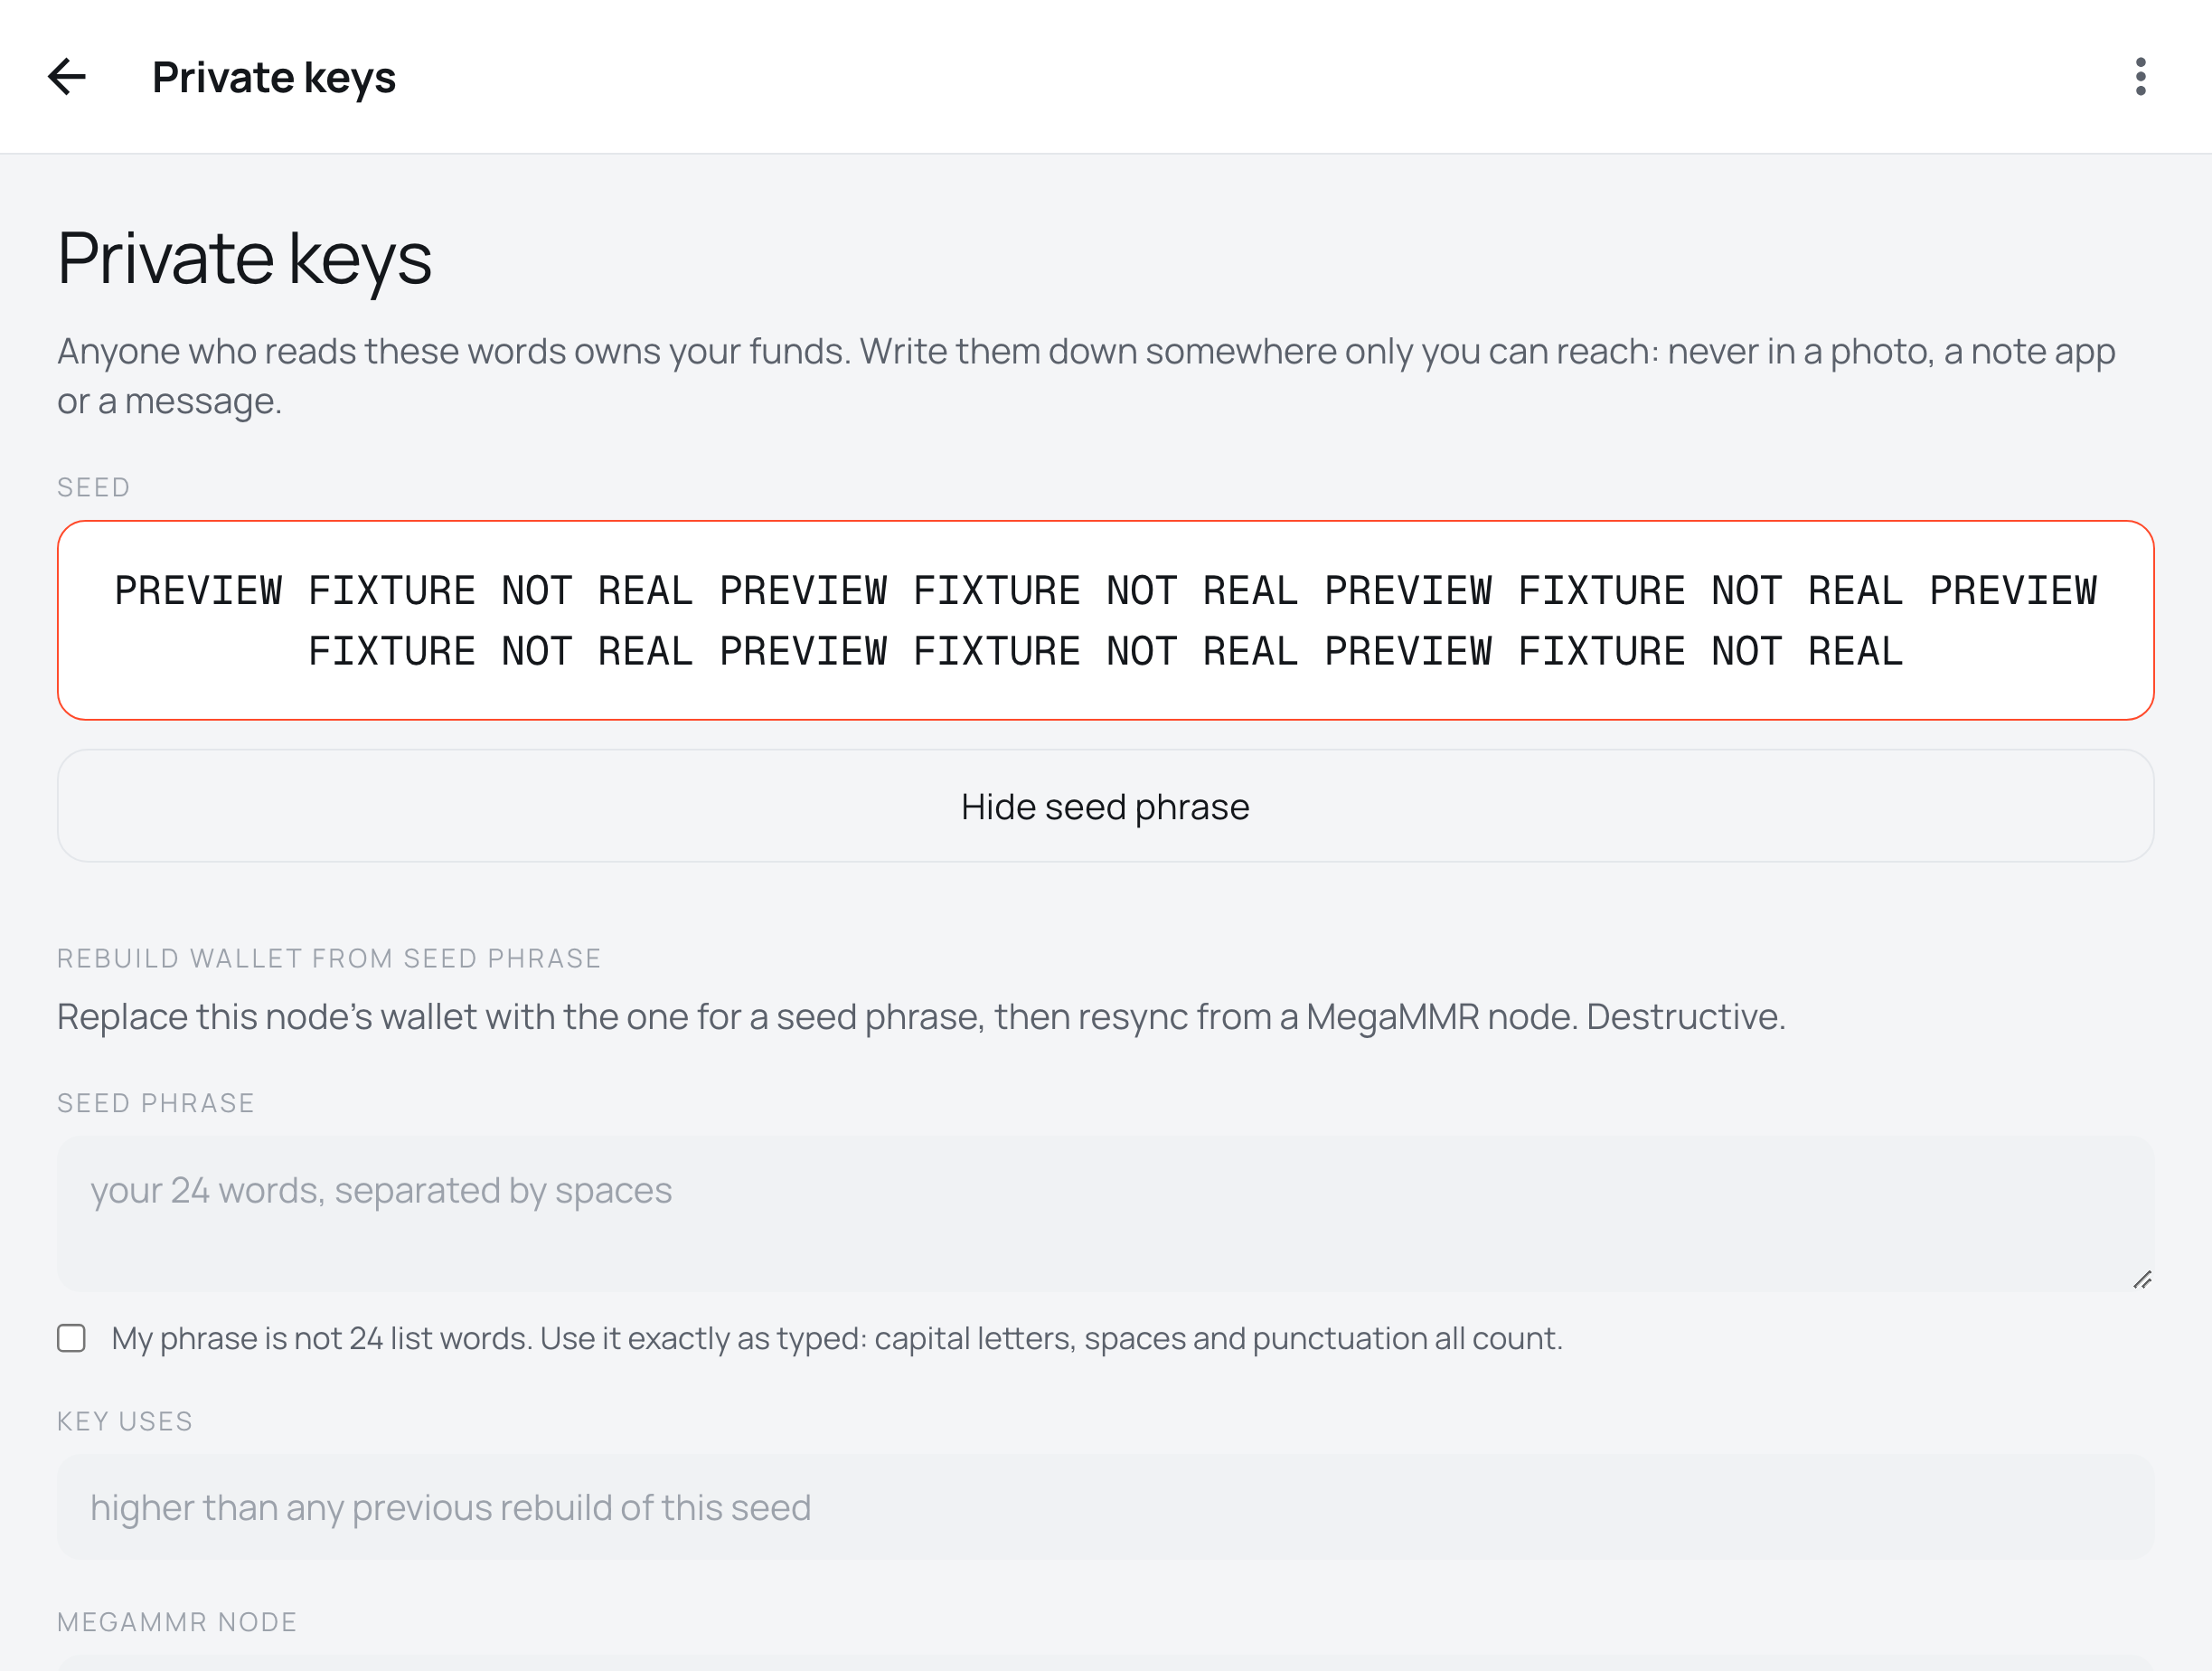 Private keys
Private keys
Anyone who reads these words owns your funds. Write them down somewhere only you can reach: never in a photo, a note app
or a message.
SEED
PREVIEW FIXTURE NOT REAL PREVIEW FIXTURE NOT REAL PREVIEW FIXTURE NOT REAL PREVIEW
FIXTURE NOT REAL PREVIEW FIXTURE NOT REAL PREVIEW FIXTURE NOT REAL
Hide seed phrase
REBUILD WALLET FROM SEED PHRASE
Replace this node’s wallet with the one for a seed phrase, then resync from a MegaMMR node. Destructive.
SEED PHRASE
your 24 words, separated by spaces
My phrase is not 24 list words. Use it exactly as typed: capital letters, spaces and punctuation all count.
KEY USES
higher than any previous rebuild of this seed
MEGAMMR NODE